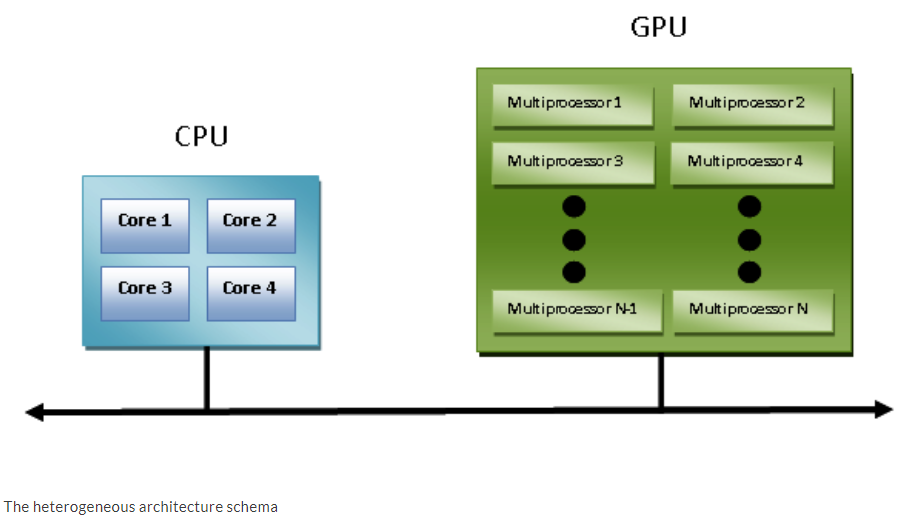 GPU
CPU
Multiprocessor 1
Multiprocessor 2
Multiprocessor 3
Multiprocessor 4
Multiprocessor N-1
Multiprocessor N
Core 1
Core 2
Core 3
Core 4
The heterogeneous architecture schema